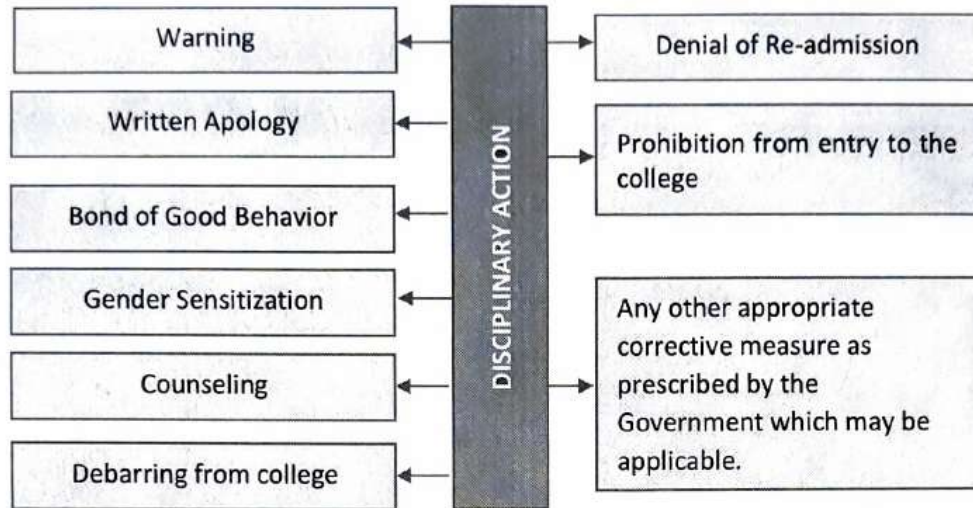 Warning
Written Apology
Bond of Good Behavior
Gender Sensitization
Counseling
Debarring from college
DISCIPLINARY ACTION
Denial of Re-admission
Prohibition from entry to the
college
Any other appropriate
corrective measure as
prescribed by the
Government which may be
applicable.